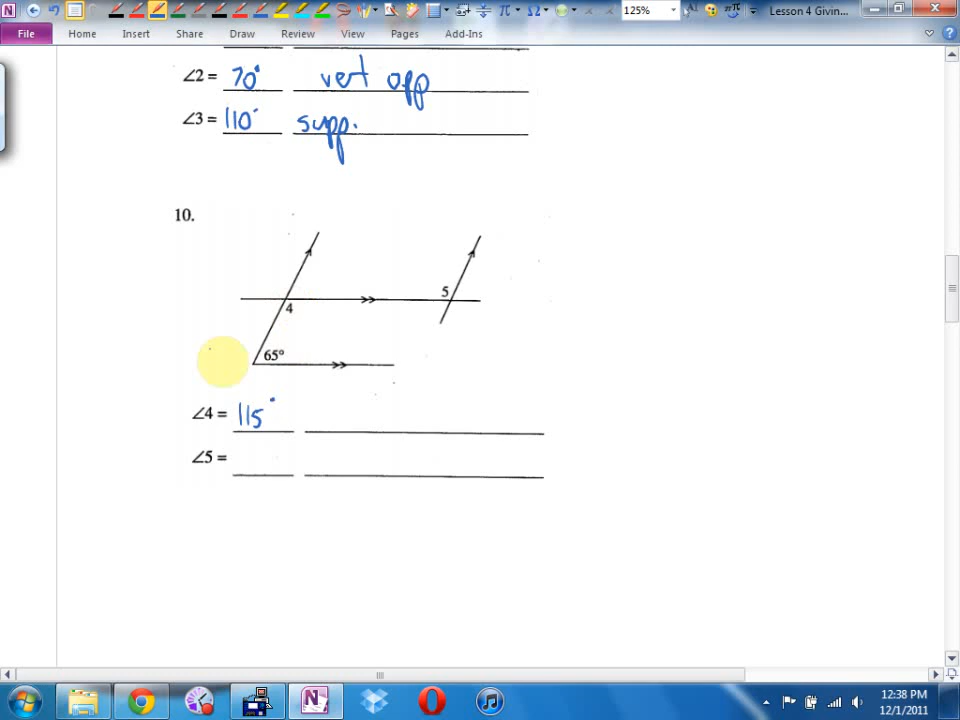 125%
Lesson 4 Givin...
File Home Insert Share Draw Review View Pages Add-Ins
∠2 = 70° vert opp
∠3 = 110° supp.
10.
5
4
65°
∠4 = 115°
∠5 =
12:38 PM
12/1/2011